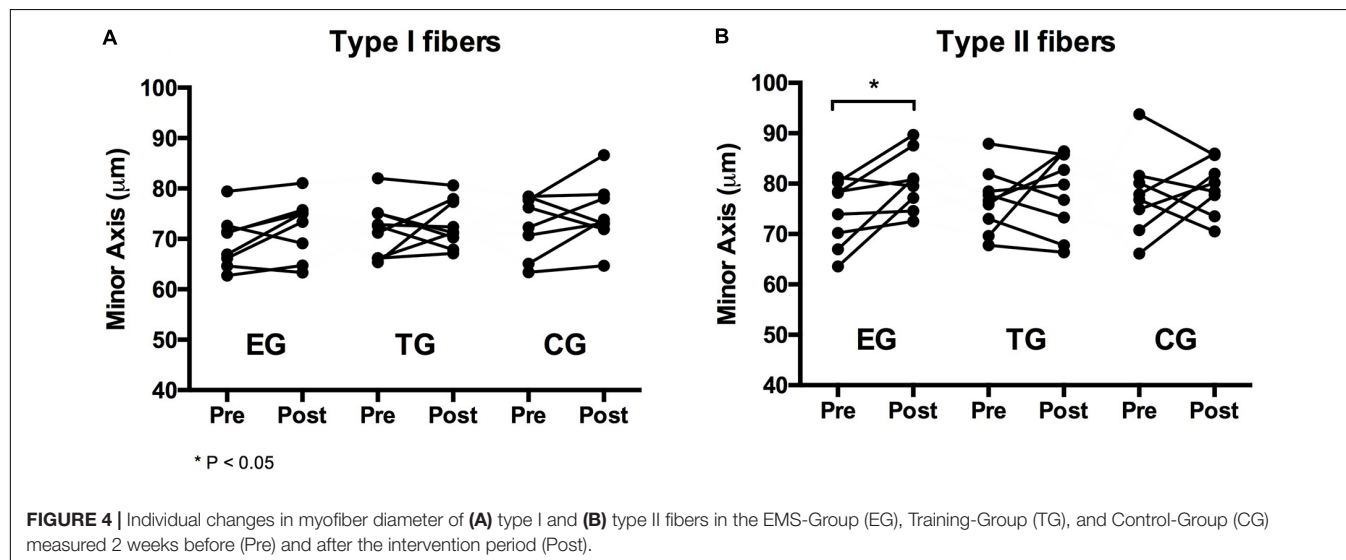 A
Type I fibers
100
90
80
70
60
50
40
Minor Axis (μm)
EG TG CG
Pre Post Pre Post Pre Post
* P < 0.05
B
Type II fibers
*
100
90
80
70
60
50
40
Minor Axis (μm)
EG TG CG
Pre Post Pre Post Pre Post
FIGURE 4 | Individual changes in myofiber diameter of (A) type I and (B) type II fibers in the EMS-Group (EG), Training-Group (TG), and Control-Group (CG)
measured 2 weeks before (Pre) and after the intervention period (Post).